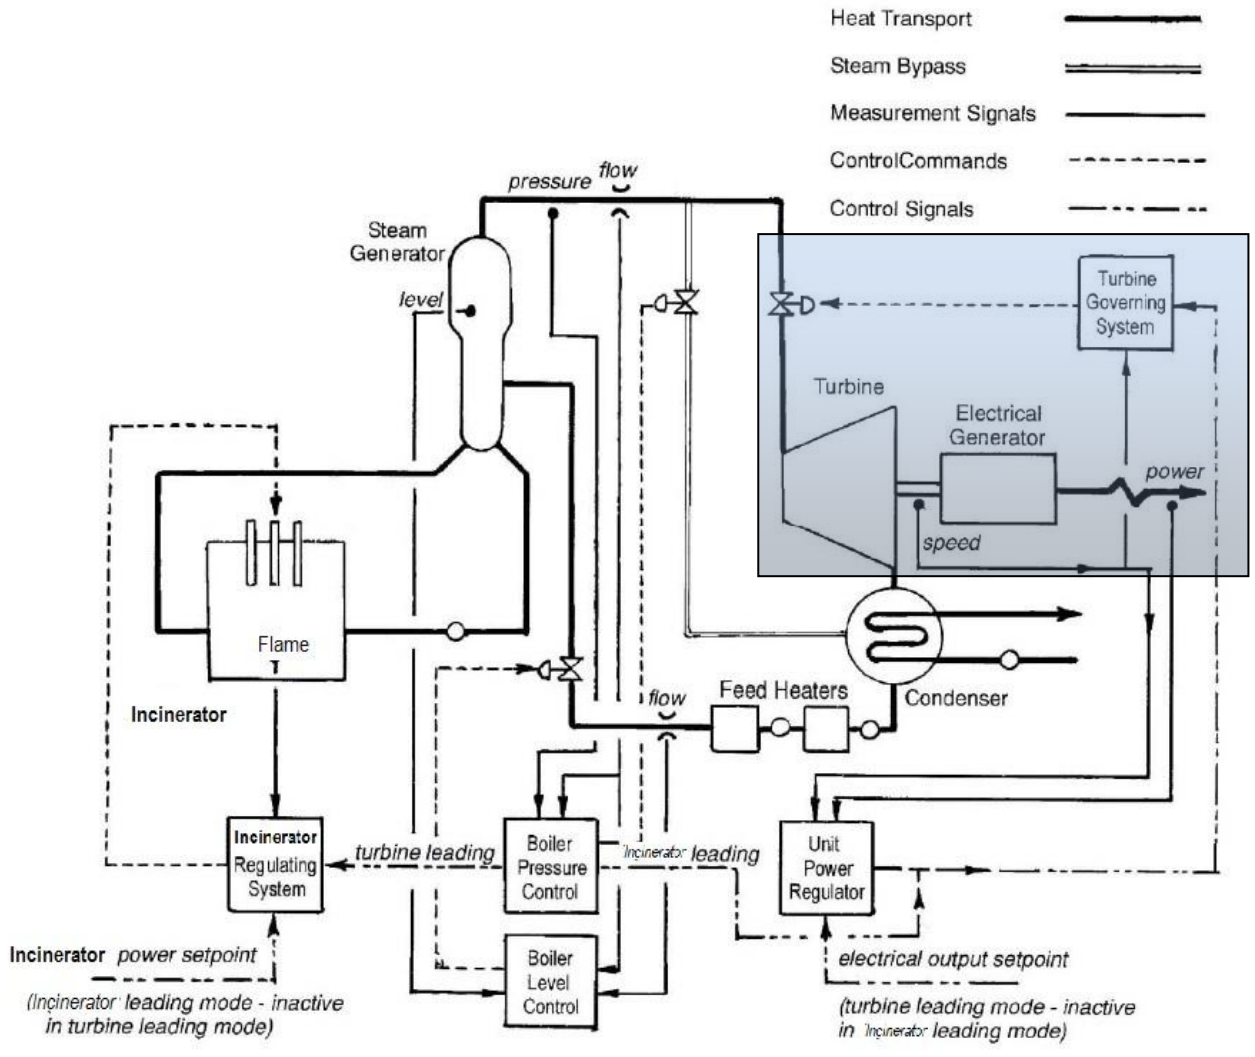 Heat Transport
Steam Bypass
Measurement Signals
ControlCommands
Control Signals
flow
pressure
Steam
Generator
level
Turbine
Governing
System
Turbine
Electrical
Generator
power
speed
Flame
Incinerator
flow
Feed Heaters
Condenser
Incinerator
Regulating
System
turbine leading
Boiler
Pressure
Control
Incinerator leading
Unit
Power
Regulator
Incinerator power setpoint
(Incinerator leading mode - inactive
in turbine leading mode)
Boiler
Level
Control
electrical output setpoint
(turbine leading mode - inactive
in Incinerator leading mode)